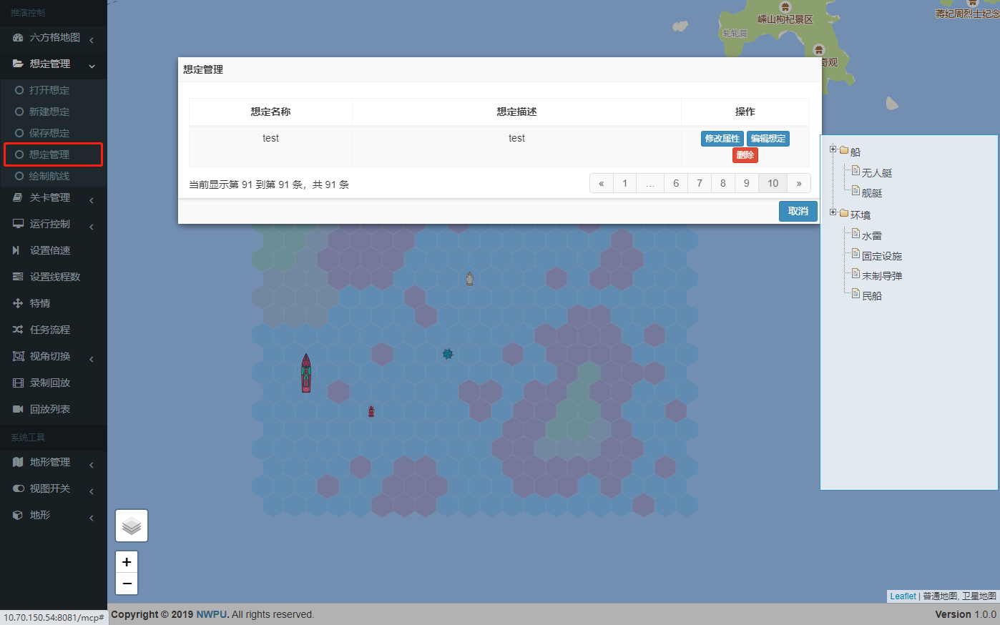 推演控制
六方格地图
想定管理
打开想定
新建想定
保存想定
想定管理
绘制航线
关卡管理
运行控制
设置倍速
设置线程数
特情
任务流程
视角切换
录制回放
回放列表
系统工具
地形管理
视图开关
地形
10.70.150.54:8081/mcp#
嵊山枸杞景区
轧轧洞
奇观
蒋纪周烈士纪念
想定管理
想定名称 想定描述 操作
test test 修改属性 编辑想定
删除
当前显示第 91 到第 91 条，共 91 条 « 1 ... 6 7 8 9 10 »
取消
船
无人艇
舰艇
环境
水雷
固定设施
末制导弹
民船
+
−
Leaflet | 普通地图, 卫星地图
Copyright © 2019 NWPU. All rights reserved. Version 1.0.0